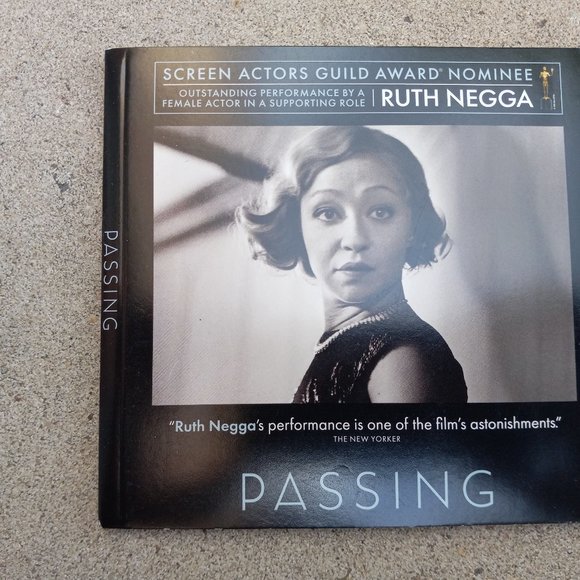 SCREEN ACTORS GUILD AWARD® NOMINEE
OUTSTANDING PERFORMANCE BY A
FEMALE ACTOR IN A SUPPORTING ROLE
RUTH NEGGA
PASSING
“Ruth Negga’s performance is one of the film’s astonishments.”
THE NEW YORKER
PASSING